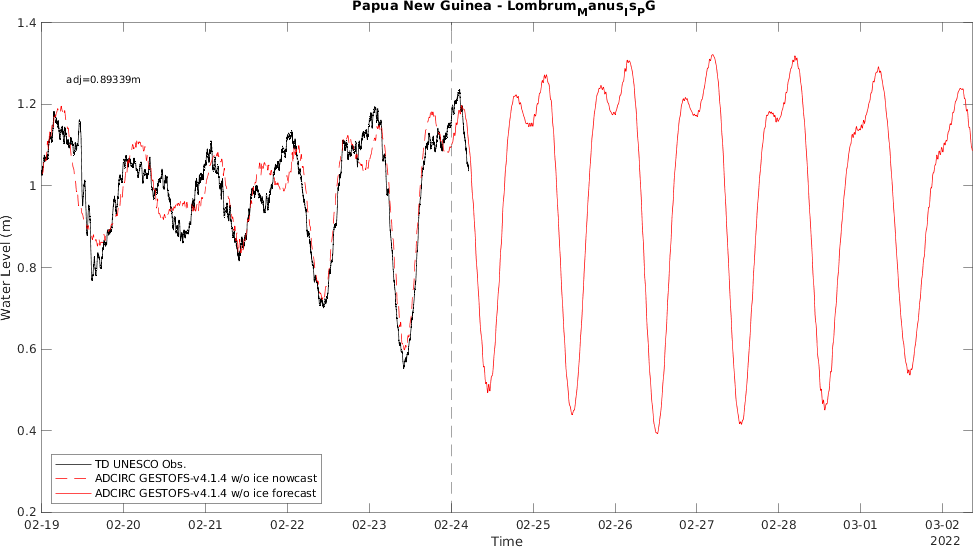 Papua New Guinea - LombrumManusIsPG
1.4
adj=0.89339m
1.2
1
0.8
0.6
0.4
0.2
Water Level (m)
TD UNESCO Obs.
ADCIRC GESTOFS-v4.1.4 w/o ice nowcast
ADCIRC GESTOFS-v4.1.4 w/o ice forecast
02-19 02-20 02-21 02-22 02-23 02-24 02-25 02-26 02-27 02-28 03-01 03-02
Time
2022